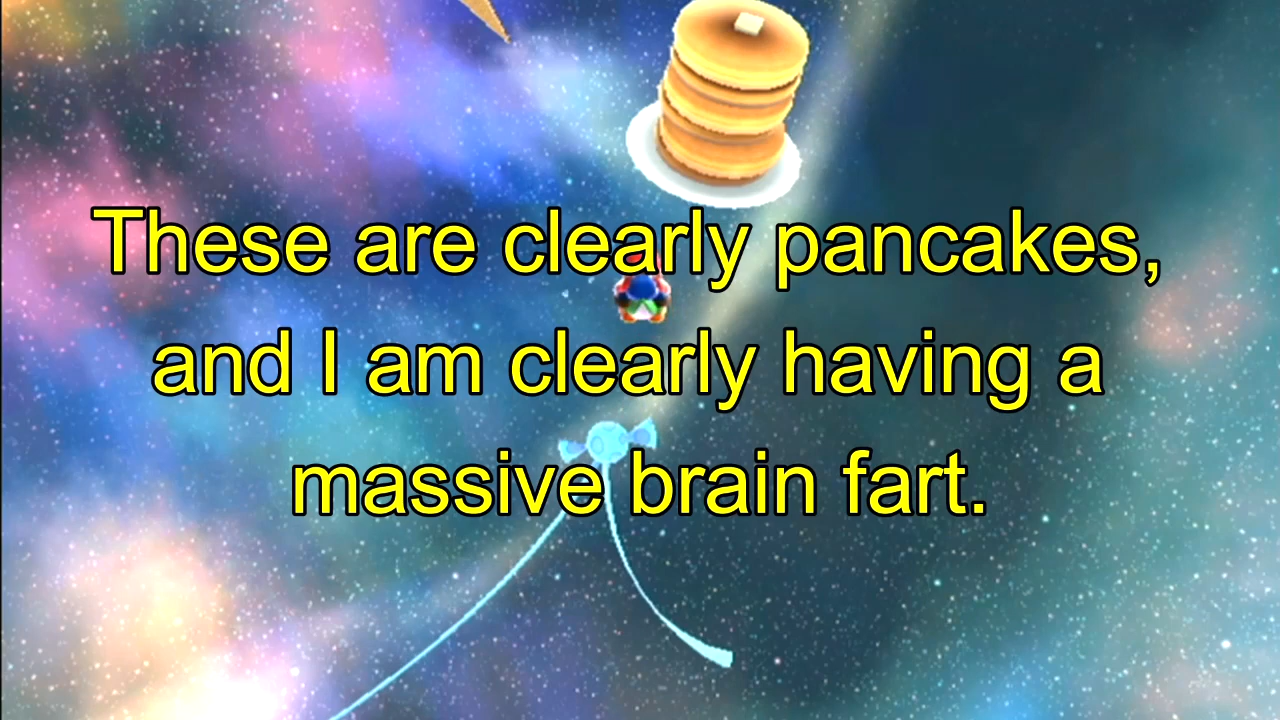 These are clearly pancakes,
and I am clearly having a
massive brain fart.